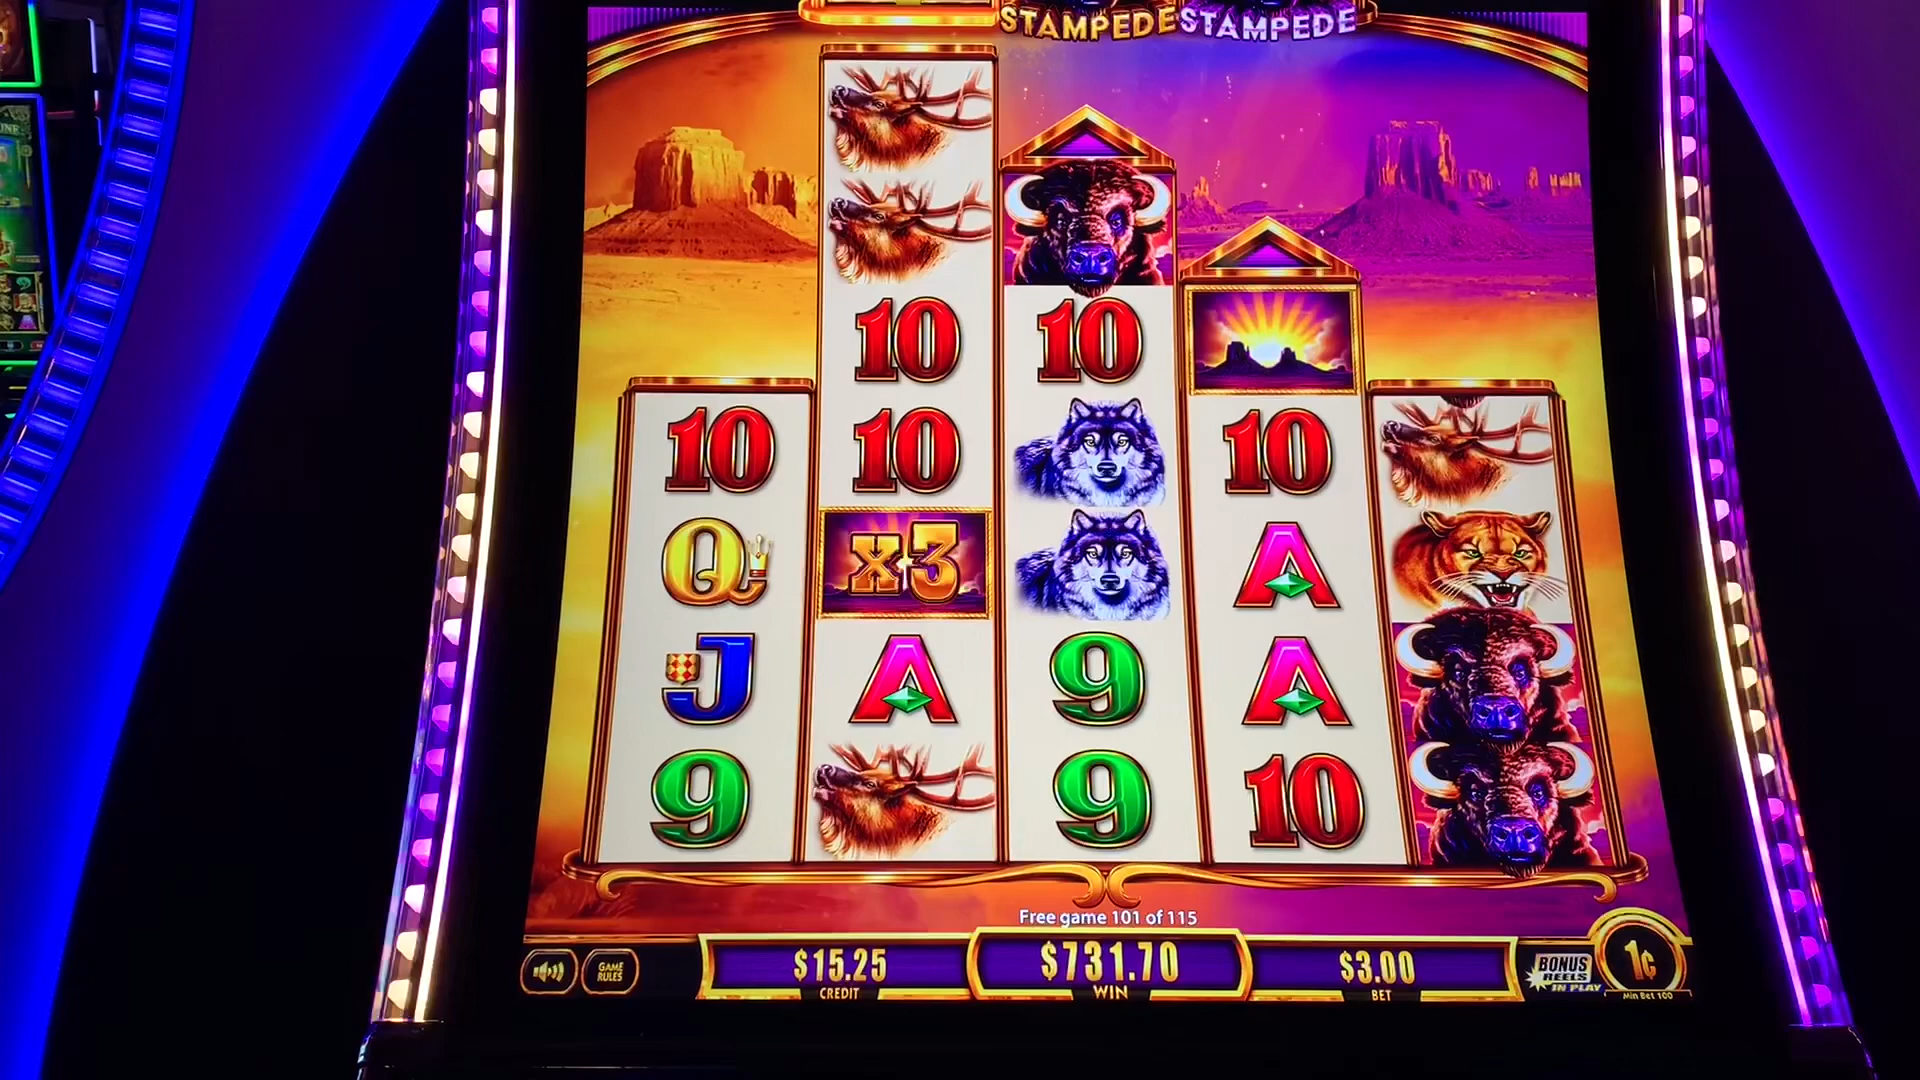 STAMPEDE STAMPEDE
10 10
10 10 10
Q X3 A
J A 9 A
9 9 10
Free game 101 of 115
GAME RULES
$15.25
CREDIT
$731.70
WIN
$3.00
BET
BONUS
REELS
IN PLAY
1¢
Min Bet 100